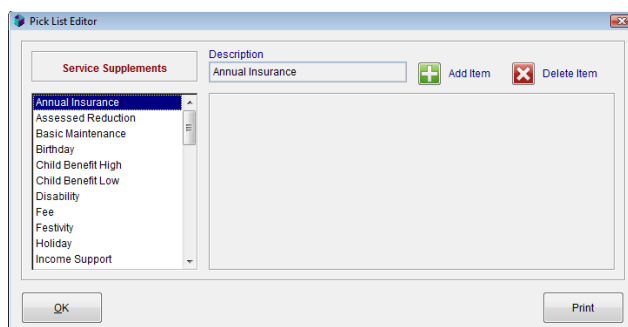 Pick List Editor
Service Supplements
Description
Annual Insurance
Add Item
Delete Item
Annual Insurance
Assessed Reduction
Basic Maintenance
Birthday
Child Benefit High
Child Benefit Low
Disability
Fee
Festivity
Holiday
Income Support
OK
Print